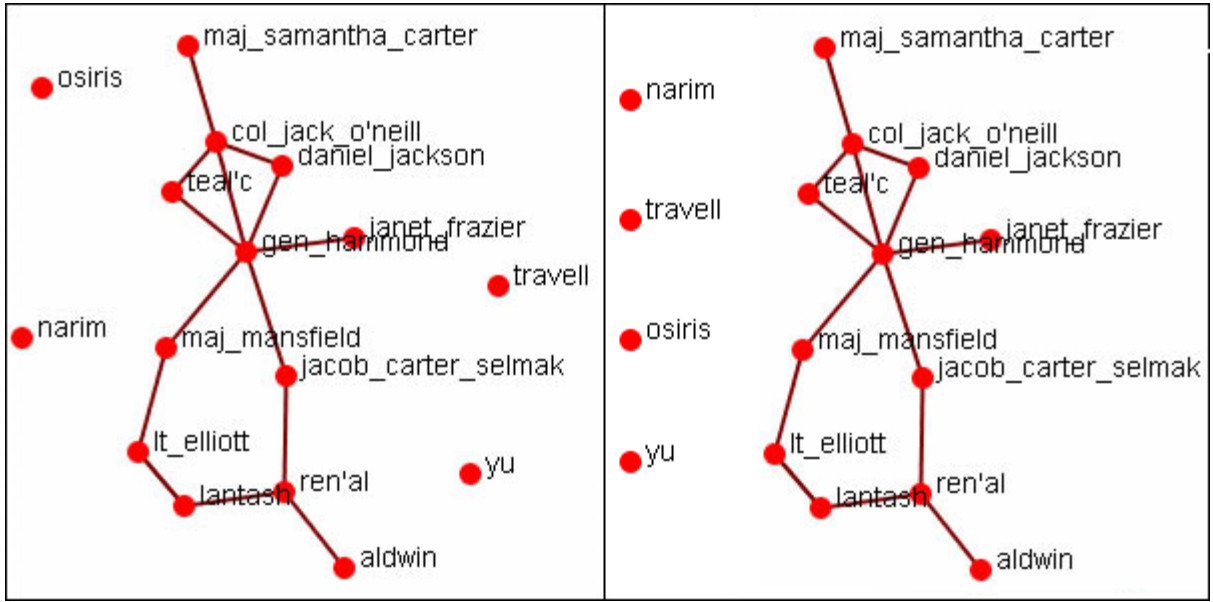 maj_samantha_carter
osiris
col_jack_o'neill
daniel_jackson
teal'c
janet_frazier
gen_hammond
travell
narim
maj_mansfield
jacob_carter_selmak
lt_elliott
yu
ren'al
lantash
aldwin
maj_samantha_carter
narim
col_jack_o'neill
daniel_jackson
teal'c
travell
janet_frazier
gen_hammond
osiris
maj_mansfield
jacob_carter_selmak
lt_elliott
yu
ren'al
lantash
aldwin